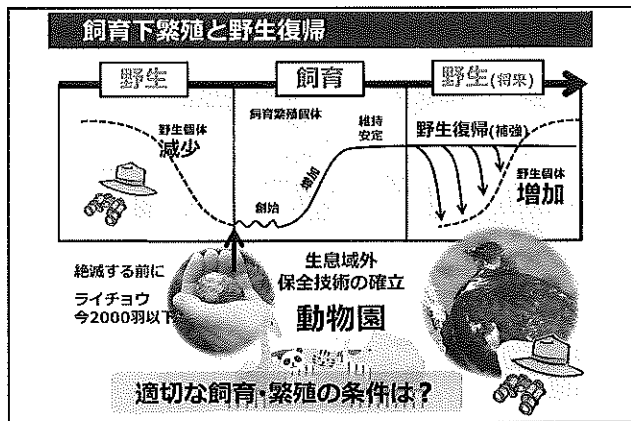 飼育下繁殖と野生復帰
野生
飼育
野生(将来)
野生個体
減少
飼育繁殖個体
創始
増加
維持
安定
野生復帰(補強)
野生個体
増加
絶滅する前に
ライチョウ
今2000羽以下
生息域外
保全技術の確立
動物園
適切な飼育・繁殖の条件は?